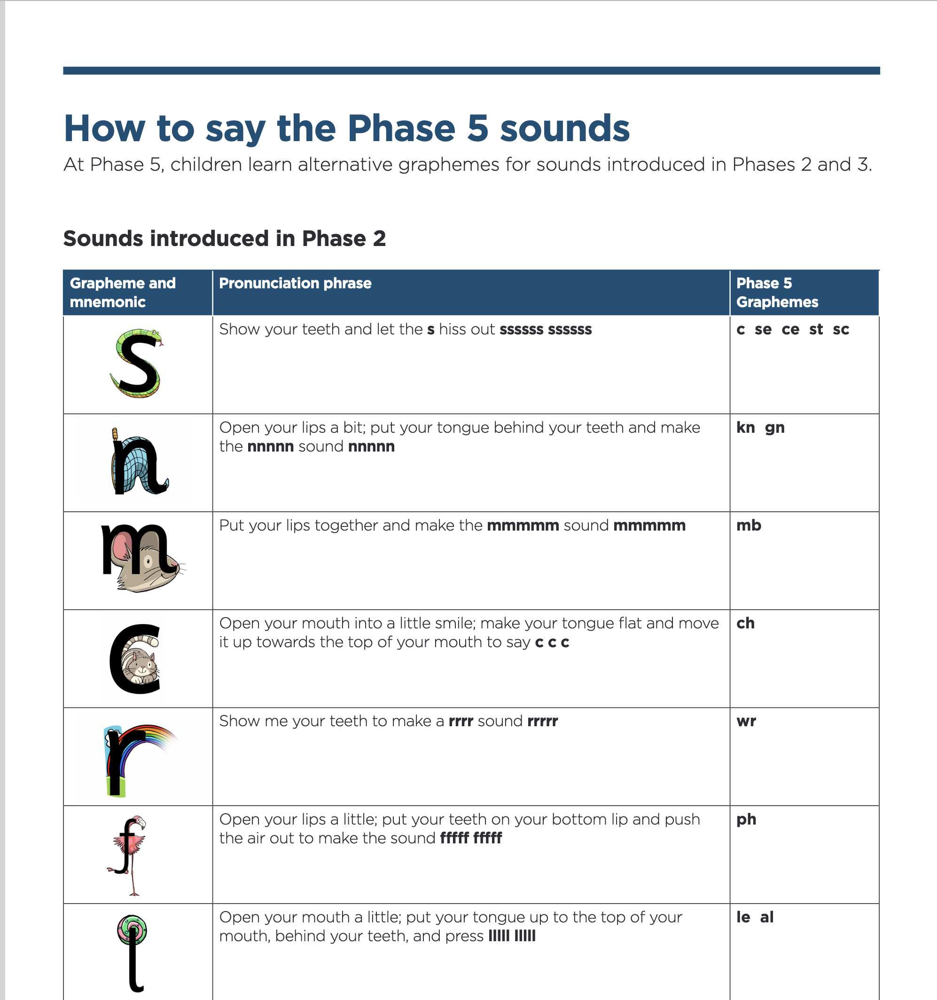 How to say the Phase 5 sounds
At Phase 5, children learn alternative graphemes for sounds introduced in Phases 2 and 3.
Sounds introduced in Phase 2
Grapheme and
mnemonic
Pronunciation phrase
Phase 5
Graphemes
s
Show your teeth and let the s hiss out ssssss ssssss
c se ce st sc
n
Open your lips a bit; put your tongue behind your teeth and make
the nnnnn sound nnnnn
kn gn
m
Put your lips together and make the mmmmm sound mmmmm
mb
c
Open your mouth into a little smile; make your tongue flat and move
it up towards the top of your mouth to say c c c
ch
r
Show me your teeth to make a rrrr sound rrrrr
wr
f
Open your lips a little; put your teeth on your bottom lip and push
the air out to make the sound fffff fffff
ph
l
Open your mouth a little; put your tongue up to the top of your
mouth, behind your teeth, and press lllll lllll
le al